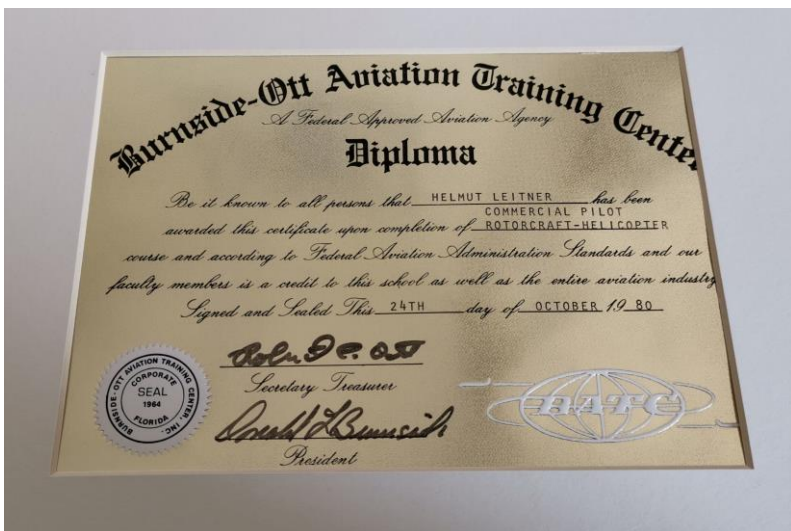 Burnside-Ott Aviation Training Center
A Federal Approved Aviation Agency
Diploma
Be it known to all persons that HELMUT LEITNER has been
COMMERCIAL PILOT
awarded this certificate upon completion of ROTORCRAFT-HELICOPTER
course and according to Federal Aviation Administration Standards and our
faculty members is a credit to this school as well as the entire aviation industry
Signed and Sealed This 24TH day of OCTOBER 19 80
Secretary Treasurer
President
BURNSIDE-OTT AVIATION TRAINING CENTER, INC.
CORPORATE
SEAL
1964
FLORIDA
BATC